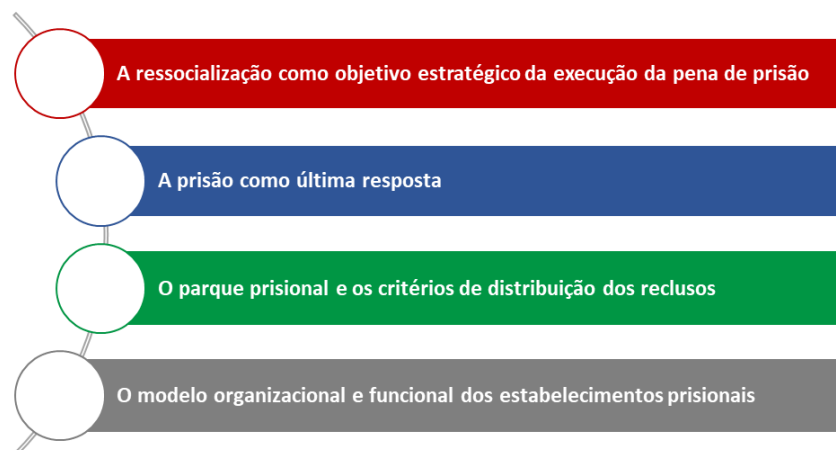 A ressocialização como objetivo estratégico da execução da pena de prisão
A prisão como última resposta
O parque prisional e os critérios de distribuição dos reclusos
O modelo organizacional e funcional dos estabelecimentos prisionais